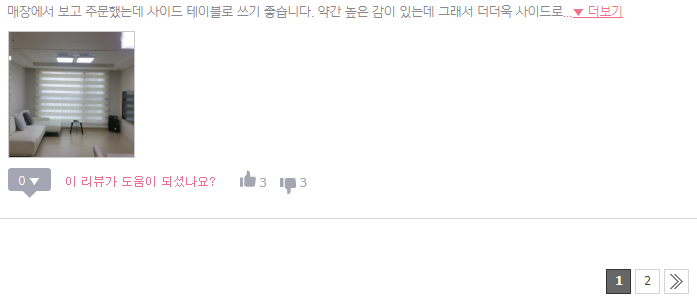 매장에서 보고 주문했는데 사이드 테이블로 쓰기 좋습니다. 약간 높은 감이 있는데 그래서 더더욱 사이드로...▼ 더보기
0 ▼ 이 리뷰가 도움이 되셨나요? 3 3
1 2